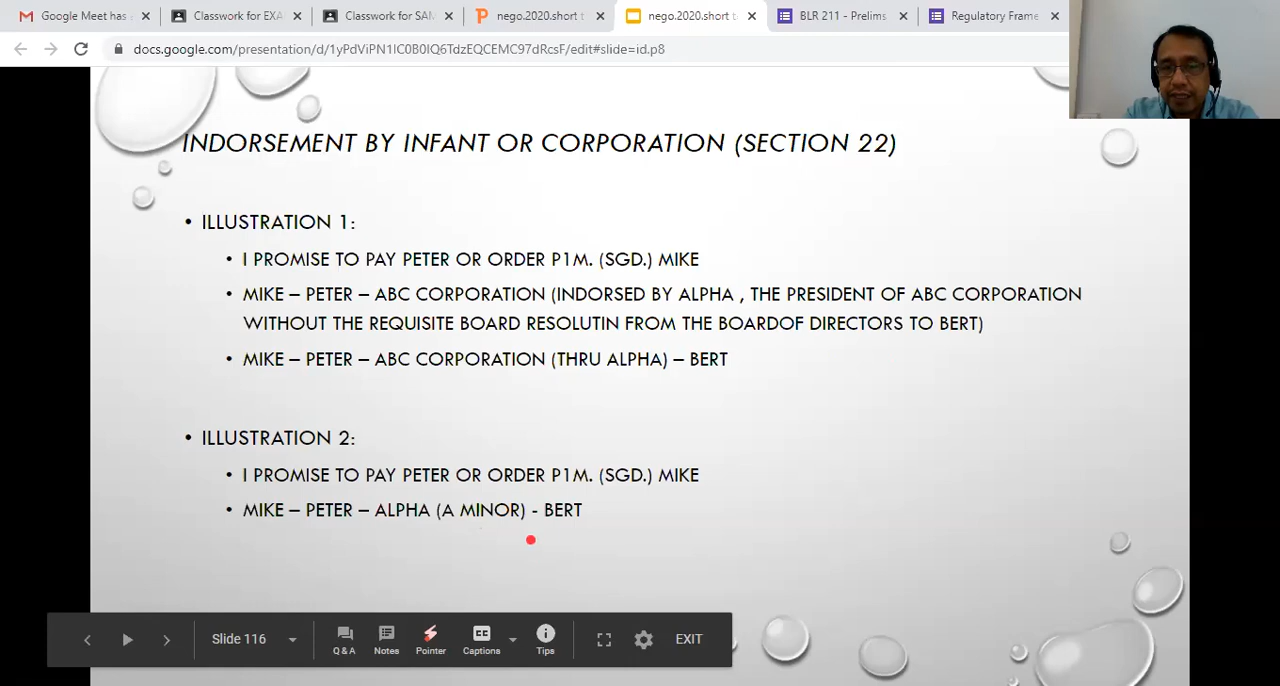 Google Meet has
Classwork for EXA
Classwork for SAM
nego.2020.short t
nego.2020.short t
BLR 211 - Prelims
Regulatory Frame
docs.google.com/presentation/d/1yPdViPN1lC0B0IQ6TdzEQCEMC97dRcsF/edit#slide=id.p8
INDORSEMENT BY INFANT OR CORPORATION (SECTION 22)
• ILLUSTRATION 1:
• I PROMISE TO PAY PETER OR ORDER P1M. (SGD.) MIKE
• MIKE – PETER – ABC CORPORATION (INDORSED BY ALPHA , THE PRESIDENT OF ABC CORPORATION
WITHOUT THE REQUISITE BOARD RESOLUTIN FROM THE BOARDOF DIRECTORS TO BERT)
• MIKE – PETER – ABC CORPORATION (THRU ALPHA) – BERT
• ILLUSTRATION 2:
• I PROMISE TO PAY PETER OR ORDER P1M. (SGD.) MIKE
• MIKE – PETER – ALPHA (A MINOR) - BERT
Slide 116
Q & A
Notes
Pointer
Captions
Tips
EXIT